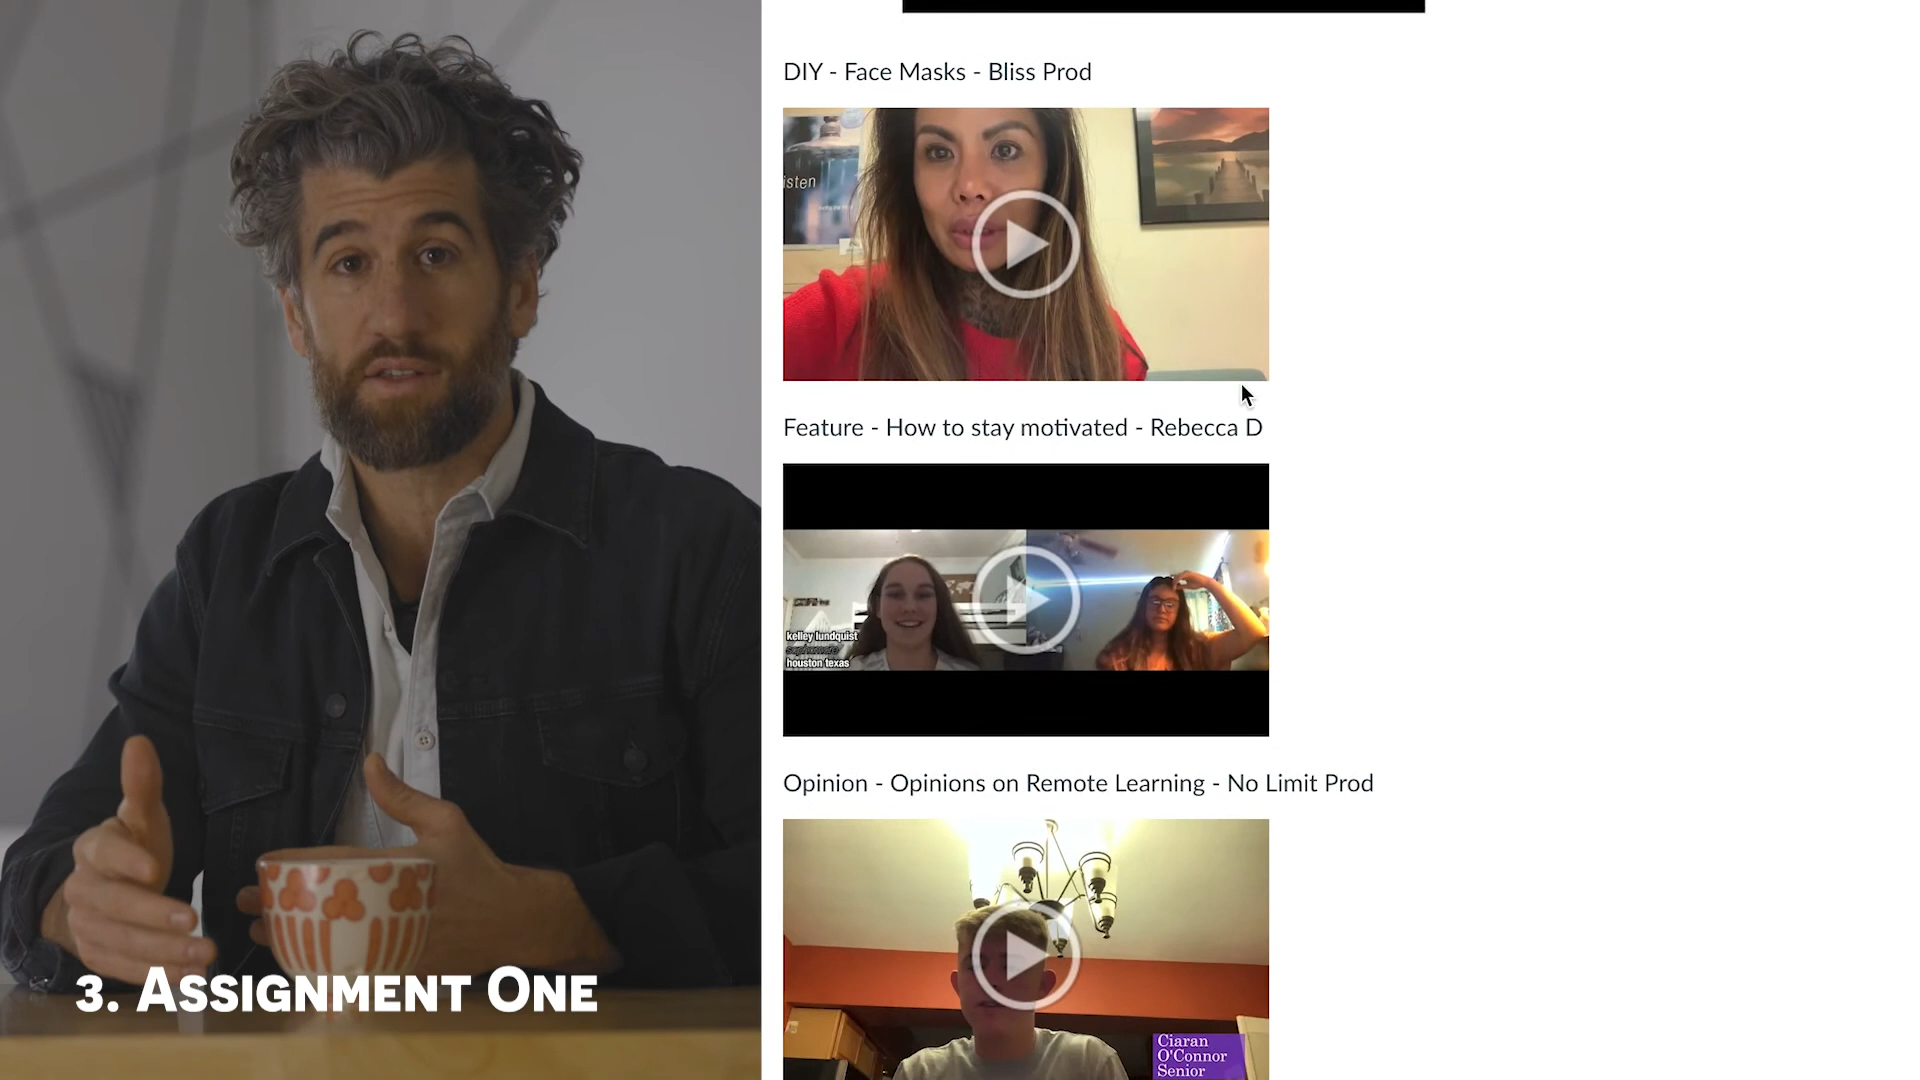 DIY - Face Masks - Bliss Prod
isten
Feature - How to stay motivated - Rebecca D
kelley lundquist
sophomore
houston texas
Opinion - Opinions on Remote Learning - No Limit Prod
Ciaran
O'Connor
Senior
3. ASSIGNMENT ONE